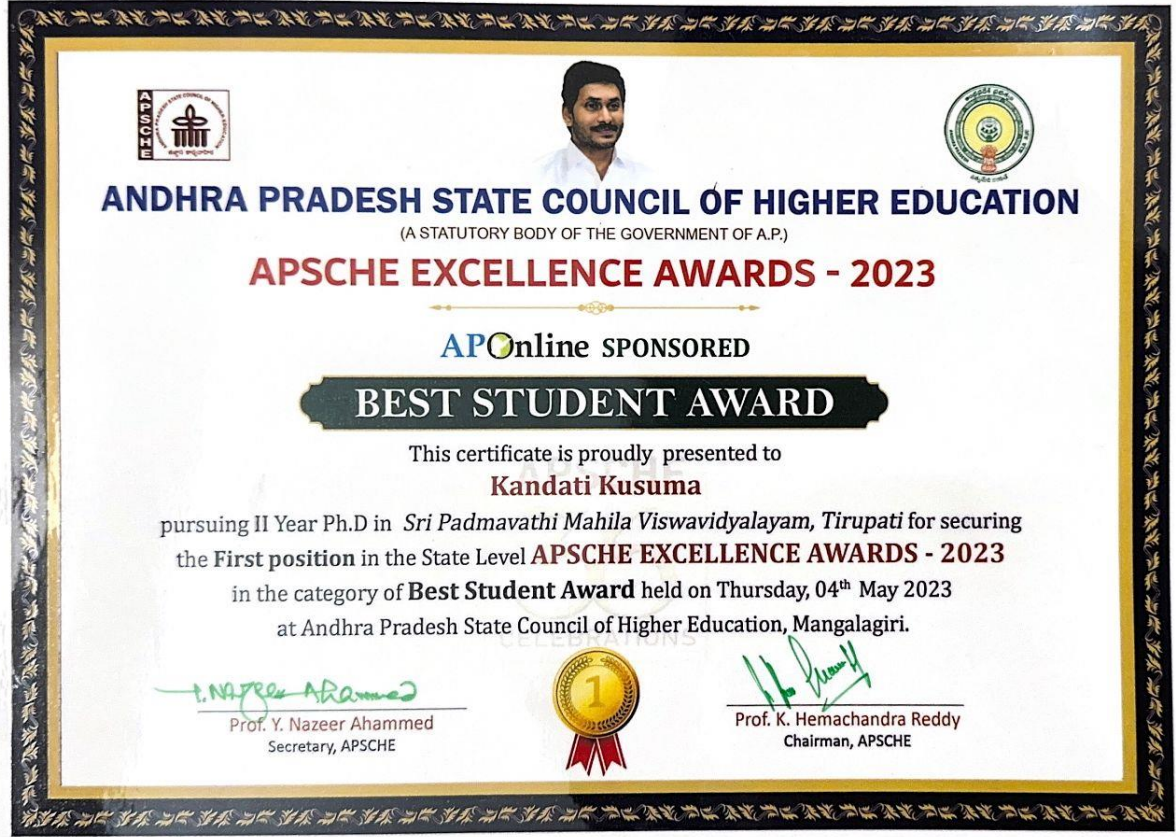 APSCHE
ANDHRA PRADESH STATE COUNCIL OF HIGHER EDUCATION
(A STATUTORY BODY OF THE GOVERNMENT OF A.P.)
APSCHE EXCELLENCE AWARDS - 2023
APOnline SPONSORED
BEST STUDENT AWARD
This certificate is proudly presented to
APSCHE
Kandati Kusuma
pursuing II Year Ph.D in Sri Padmavathi Mahila Viswavidyalayam, Tirupati for securing
the First position in the State Level APSCHE EXCELLENCE AWARDS - 2023
in the category of Best Student Award held on Thursday, 04th May 2023
at Andhra Pradesh State Council of Higher Education, Mangalagiri.
CELEBRATIONS
1
Prof. Y. Nazeer Ahammed
Secretary, APSCHE
Prof. K. Hemachandra Reddy
Chairman, APSCHE